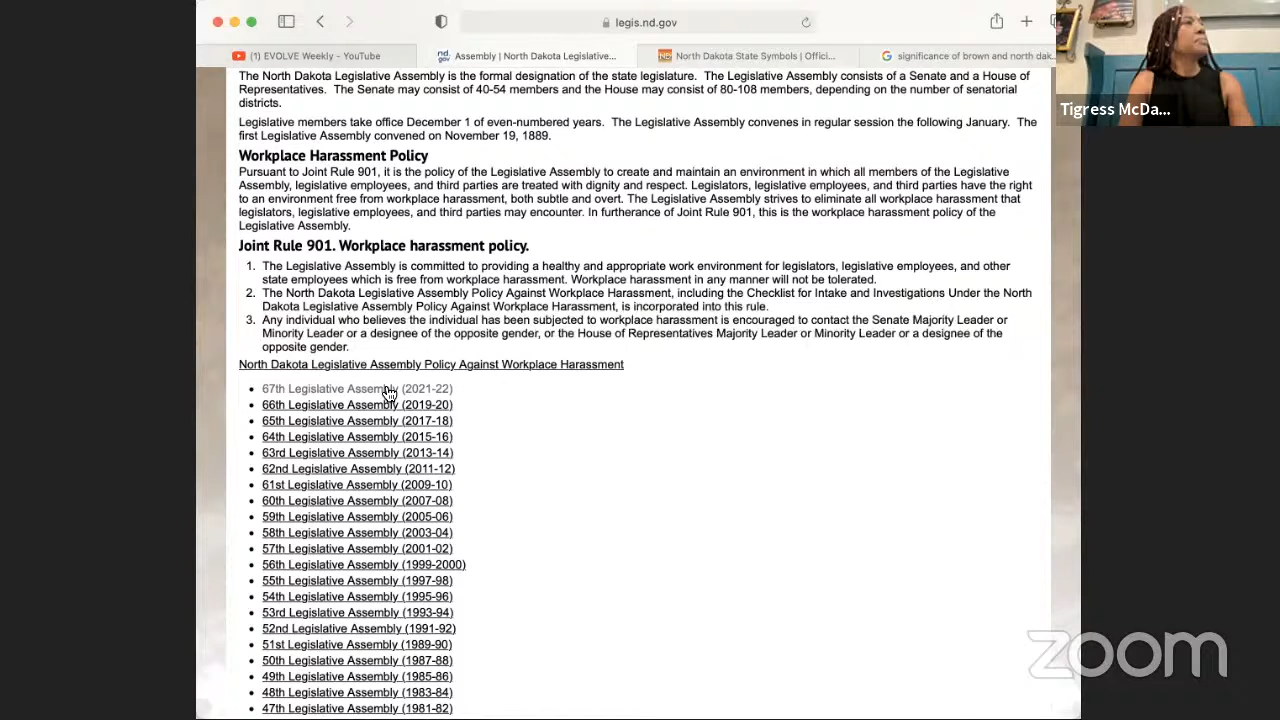 legis.nd.gov
(1) EVOLVE Weekly - YouTube
nd.gov
Assembly | North Dakota Legislative...
North Dakota State Symbols | Offici...
significance of brown and north dak...
Tigress McDa...
The North Dakota Legislative Assembly is the formal designation of the state legislature. The Legislative Assembly consists of a Senate and a House of
Representatives. The Senate may consist of 40-54 members and the House may consist of 80-108 members, depending on the number of senatorial
districts.
Legislative members take office December 1 of even-numbered years. The Legislative Assembly convenes in regular session the following January. The
first Legislative Assembly convened on November 19, 1889.
Workplace Harassment Policy
Pursuant to Joint Rule 901, it is the policy of the Legislative Assembly to create and maintain an environment in which all members of the Legislative
Assembly, legislative employees, and third parties are treated with dignity and respect. Legislators, legislative employees, and third parties have the right
to an environment free from workplace harassment, both subtle and overt. The Legislative Assembly strives to eliminate all workplace harassment that
legislators, legislative employees, and third parties may encounter. In furtherance of Joint Rule 901, this is the workplace harassment policy of the
Legislative Assembly.
Joint Rule 901. Workplace harassment policy.
1. The Legislative Assembly is committed to providing a healthy and appropriate work environment for legislators, legislative employees, and other
state employees which is free from workplace harassment. Workplace harassment in any manner will not be tolerated.
2. The North Dakota Legislative Assembly Policy Against Workplace Harassment, including the Checklist for Intake and Investigations Under the North
Dakota Legislative Assembly Policy Against Workplace Harassment, is incorporated into this rule.
3. Any individual who believes the individual has been subjected to workplace harassment is encouraged to contact the Senate Majority Leader or
Minority Leader or a designee of the opposite gender, or the House of Representatives Majority Leader or Minority Leader or a designee of the
opposite gender.
North Dakota Legislative Assembly Policy Against Workplace Harassment
67th Legislative Assembly (2021-22)
66th Legislative Assembly (2019-20)
65th Legislative Assembly (2017-18)
64th Legislative Assembly (2015-16)
63rd Legislative Assembly (2013-14)
62nd Legislative Assembly (2011-12)
61st Legislative Assembly (2009-10)
60th Legislative Assembly (2007-08)
59th Legislative Assembly (2005-06)
58th Legislative Assembly (2003-04)
57th Legislative Assembly (2001-02)
56th Legislative Assembly (1999-2000)
55th Legislative Assembly (1997-98)
54th Legislative Assembly (1995-96)
53rd Legislative Assembly (1993-94)
52nd Legislative Assembly (1991-92)
51st Legislative Assembly (1989-90)
50th Legislative Assembly (1987-88)
49th Legislative Assembly (1985-86)
48th Legislative Assembly (1983-84)
47th Legislative Assembly (1981-82)
zoom